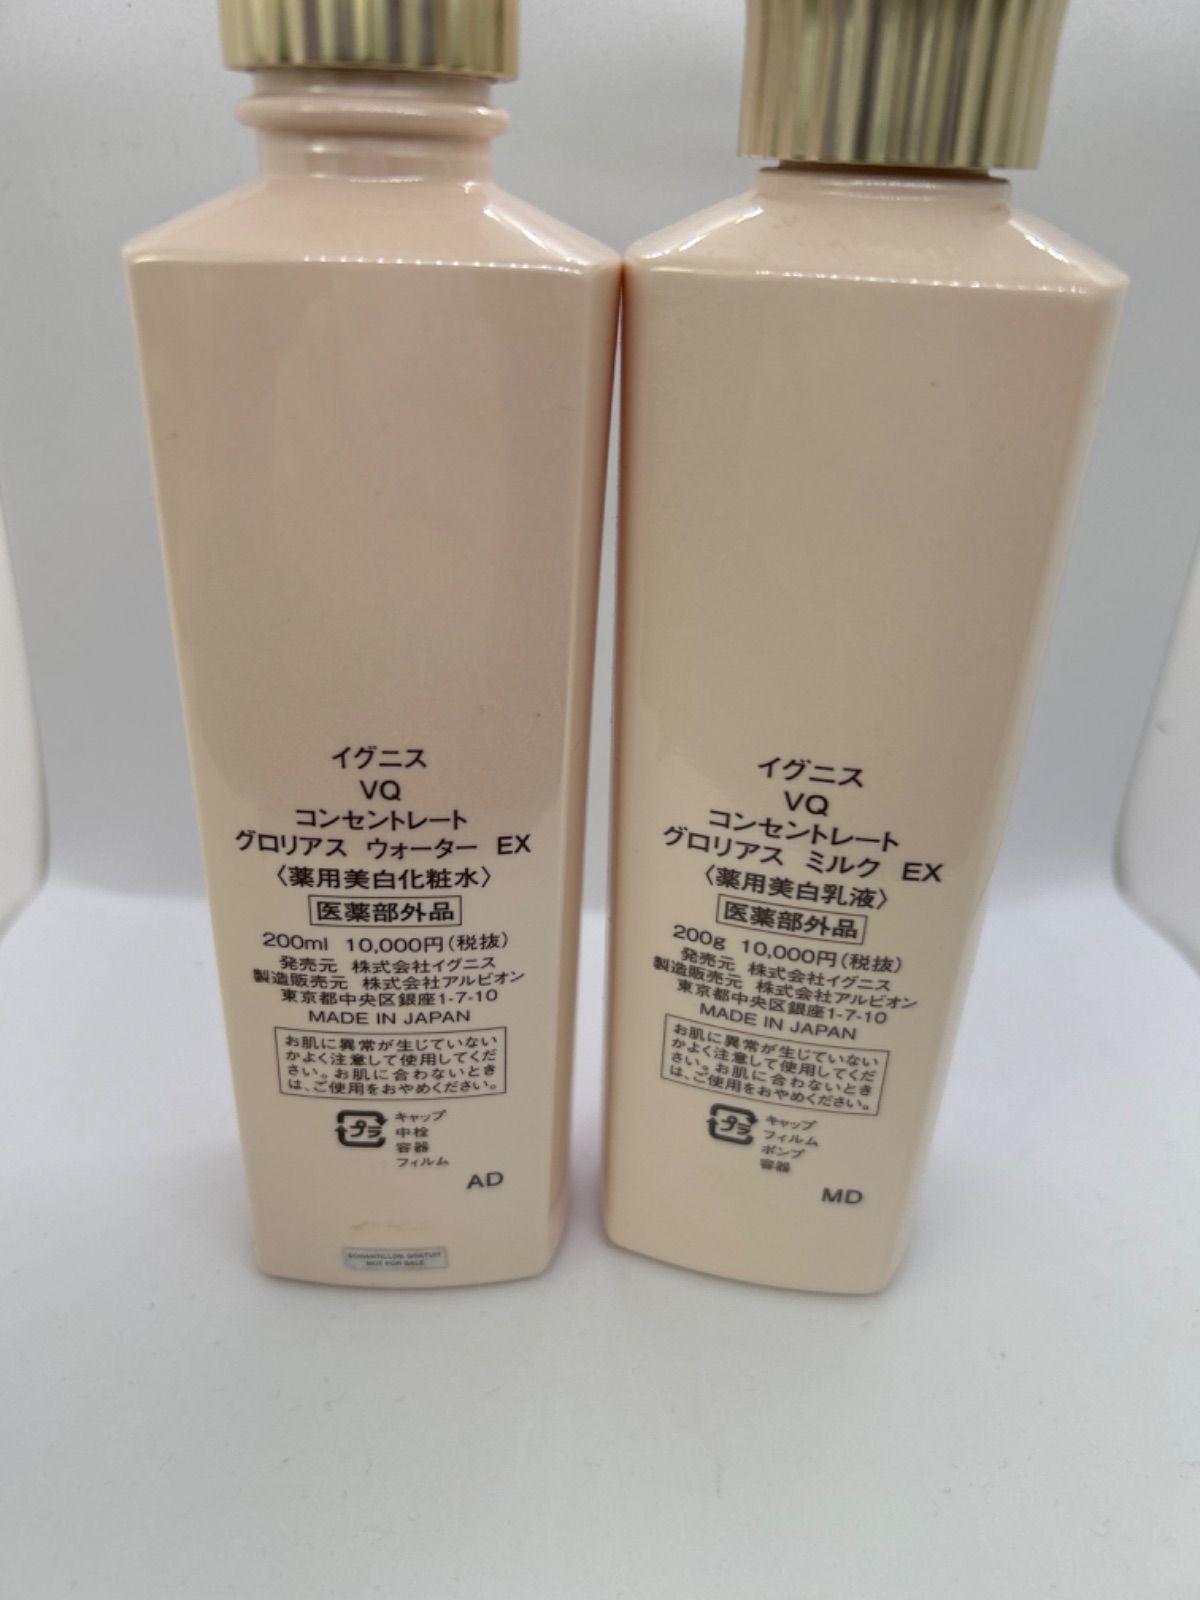 イグニス
VQ
コンセントレート
グロリアス ウォーター EX
〈薬用美白化粧水〉
医薬部外品
200ml 10,000円(税抜)
発売元 株式会社イグニス
製造販売元 株式会社アルビオン
東京都中央区銀座1-7-10
MADE IN JAPAN
お肌に異常が生じていない
かよく注意して使用してくだ
さい。お肌に合わないとき
は、ご使用をおやめください。
プラ
キャップ
中栓
容器
フィルム
AD
ECHANTILLON GRATUIT
NOT FOR SALE
イグニス
VQ
コンセントレート
グロリアス ミルク EX
〈薬用美白乳液〉
医薬部外品
200g 10,000円(税抜)
発売元 株式会社イグニス
製造販売元 株式会社アルビオン
東京都中央区銀座1-7-10
MADE IN JAPAN
お肌に異常が生じていない
かよく注意して使用してくだ
さい。お肌に合わないとき
は、ご使用をおやめください。
プラ
キャップ
フィルム
ポンプ
容器
MD